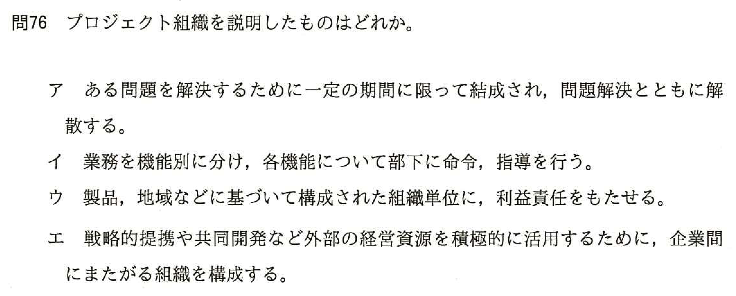 問76 プロジェクト組織を説明したものはどれか。
ア ある問題を解決するために一定の期間に限って結成され，問題解決とともに解
散する。
イ 業務を機能別に分け，各機能について部下に命令，指導を行う。
ウ 製品，地域などに基づいて構成された組織単位に，利益責任をもたせる。
エ 戦略的提携や共同開発など外部の経営資源を積極的に活用するために，企業間
にまたがる組織を構成する。